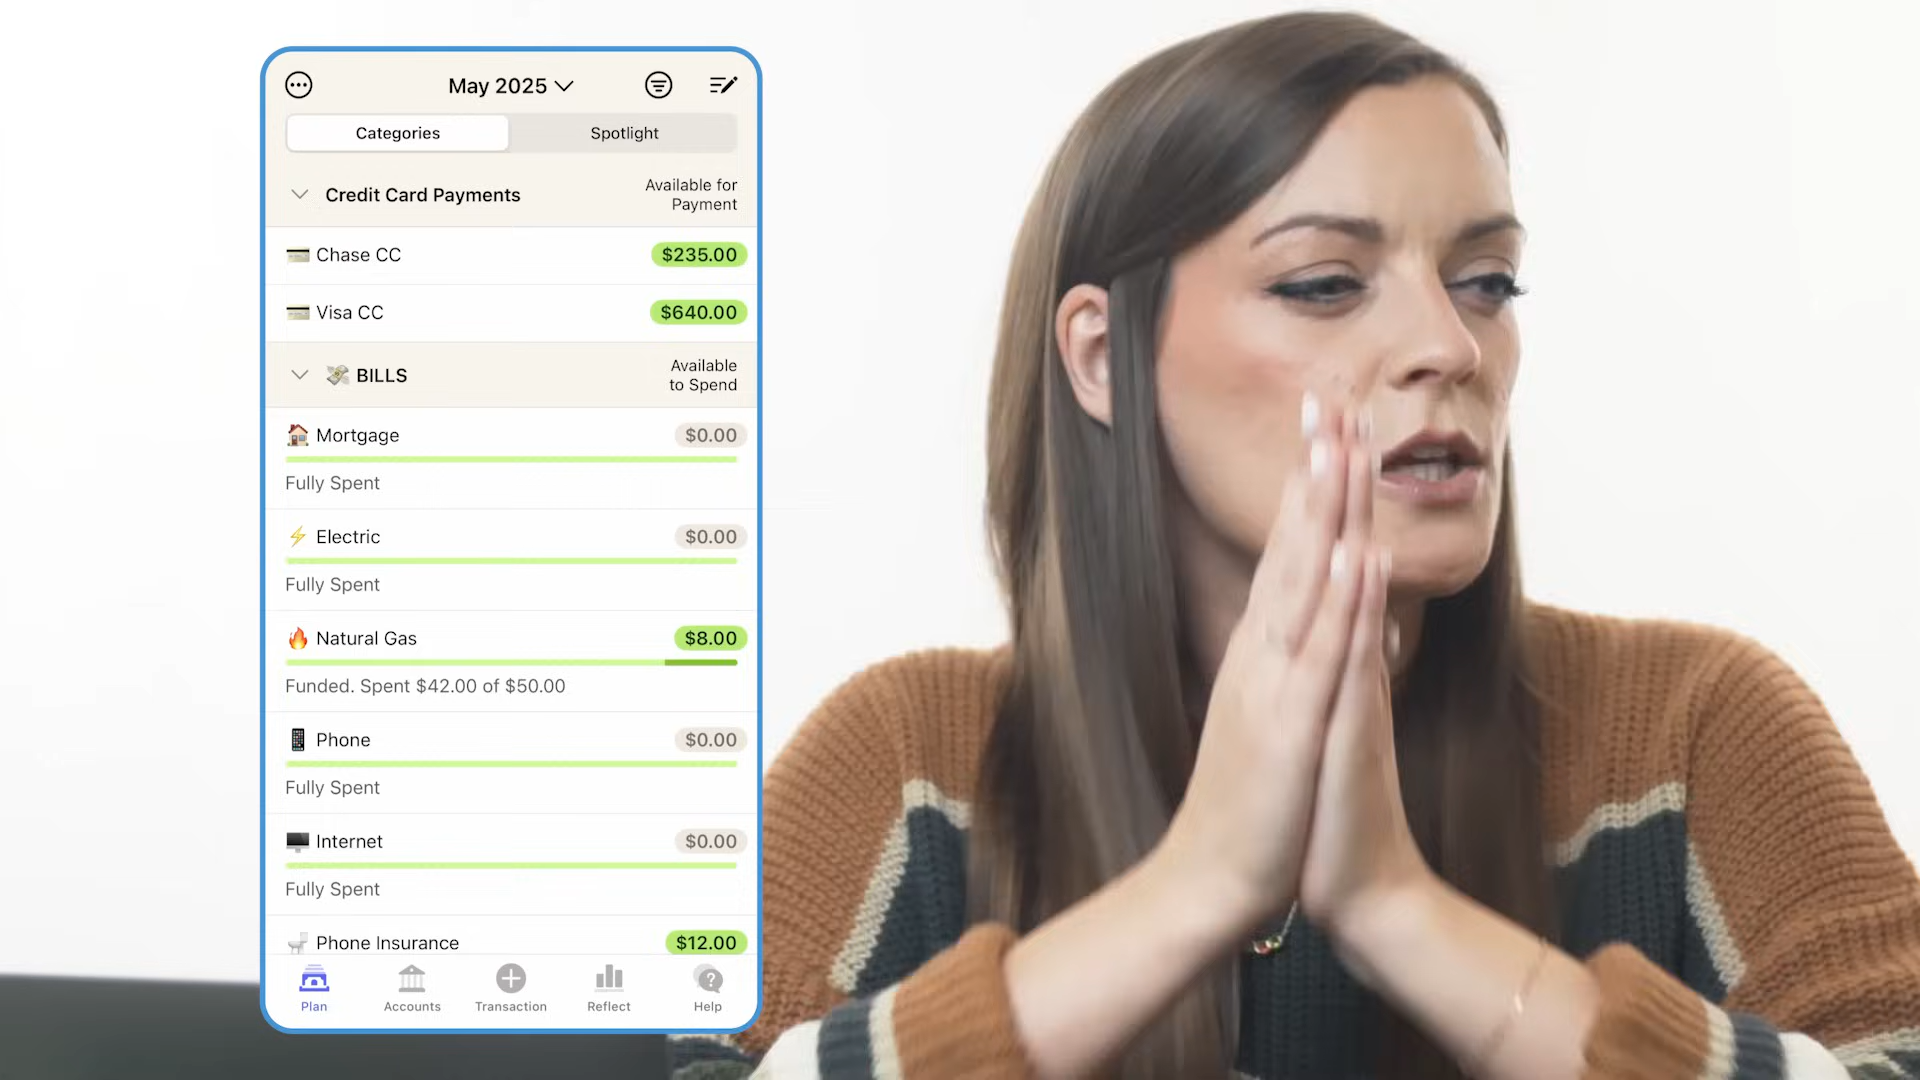 May 2025
Categories
Spotlight
Credit Card Payments
Available for
Payment
Chase CC
$235.00
Visa CC
$640.00
💸 BILLS
Available
to Spend
🏠 Mortgage
$0.00
Fully Spent
⚡ Electric
$0.00
Fully Spent
🔥 Natural Gas
$8.00
Funded. Spent $42.00 of $50.00
📱 Phone
$0.00
Fully Spent
🖥️ Internet
$0.00
Fully Spent
🚽 Phone Insurance
$12.00
Plan
Accounts
Transaction
Reflect
Help